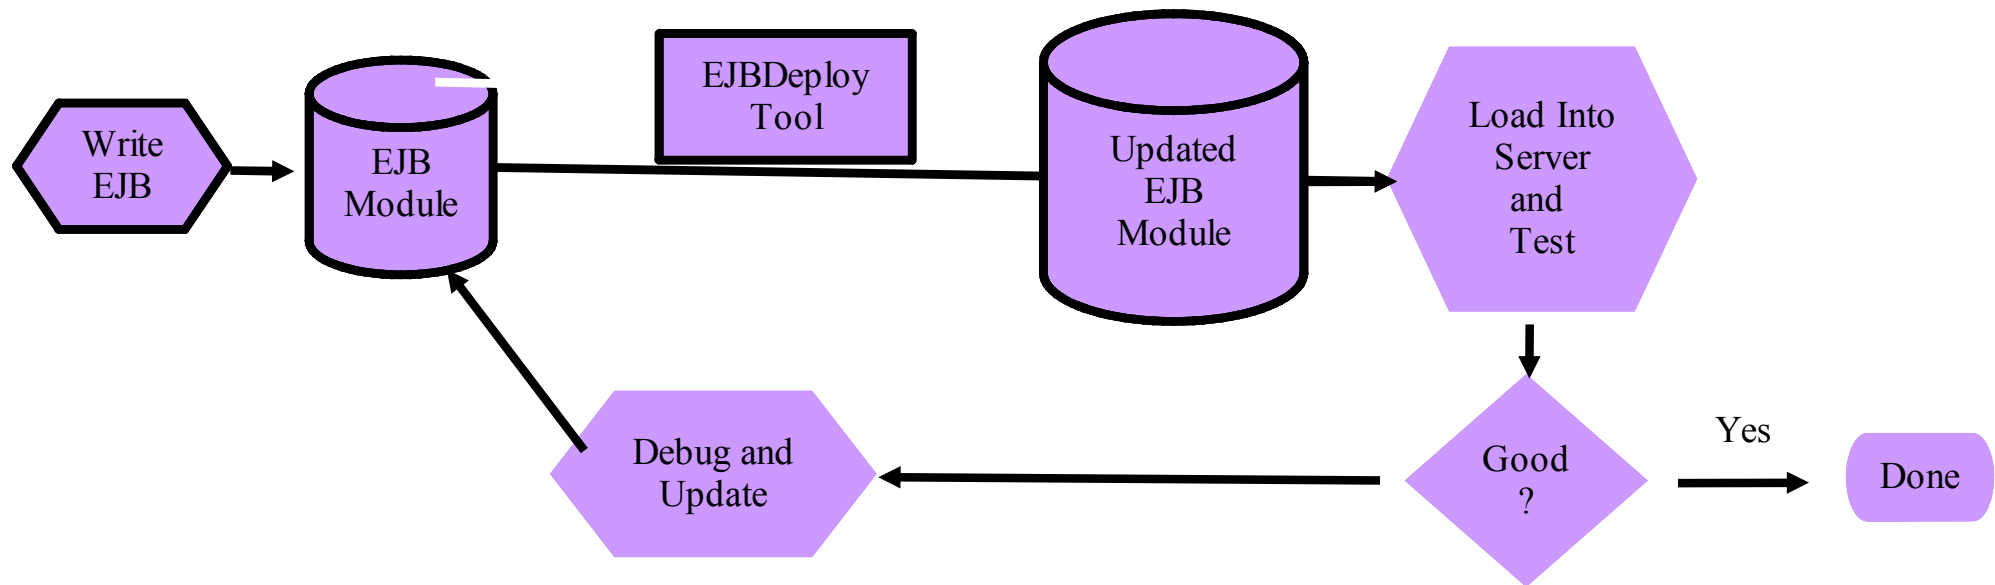 Write
EJB
EJB
Module
EJBDeploy
Tool
Updated
EJB
Module
Load Into
Server
and
Test
Good
?
Yes
Done
Debug and
Update